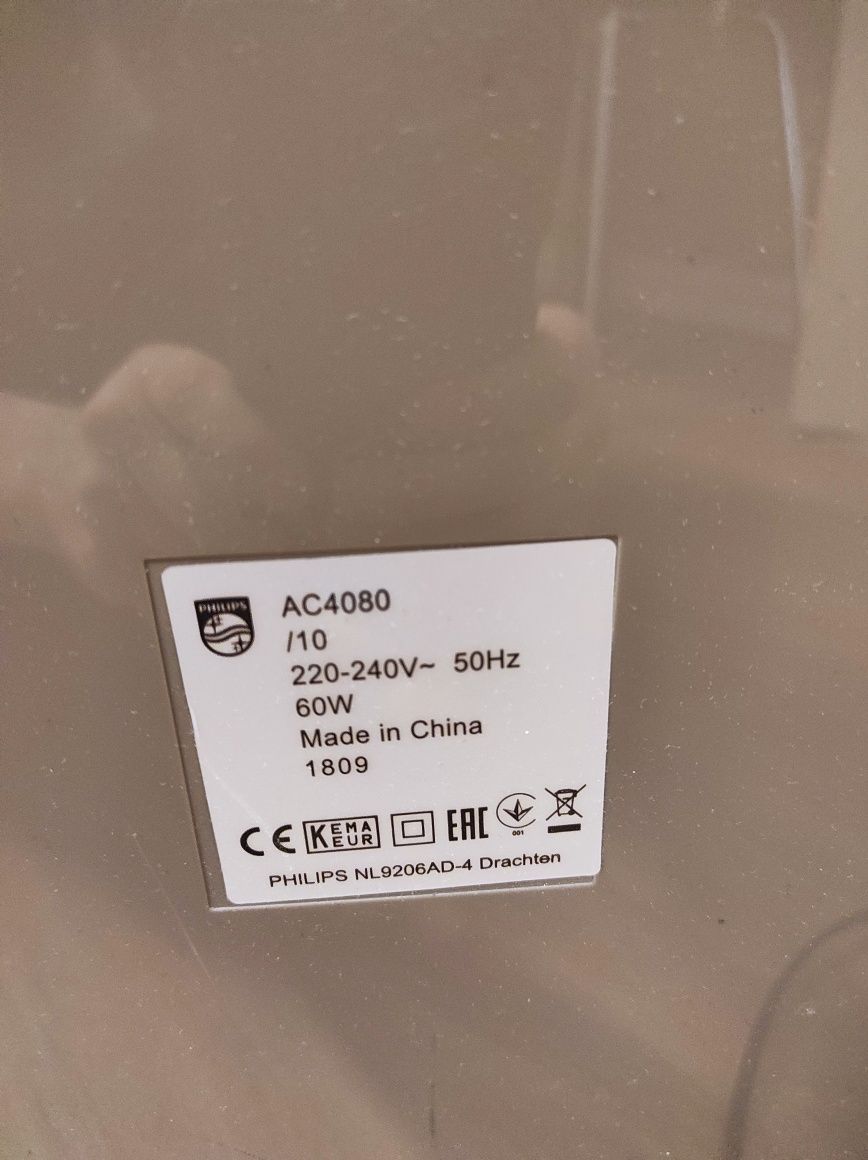 PHILIPS
AC4080
/10
220-240V~ 50Hz
60W
Made in China
1809
CE KEMA EUR EAC
001
PHILIPS NL9206AD-4 Drachten